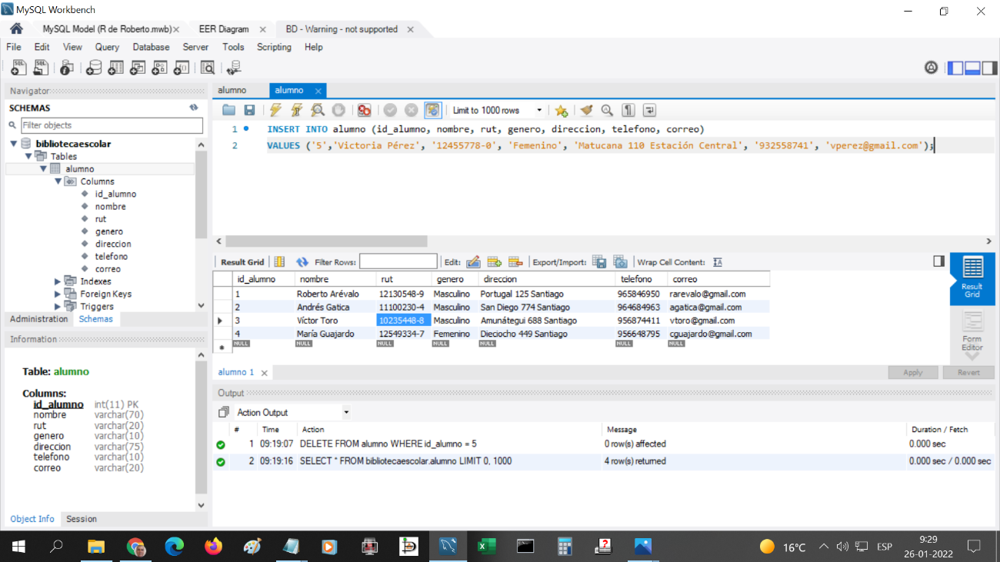 MySQL Workbench
MySQL Model (R de Roberto.mwb) EER Diagram BD - Warning - not supported
File Edit View Query Database Server Tools Scripting Help
Navigator
SCHEMAS
Filter objects
bibliotecaescolar
Tables
alumno
Columns
id_alumno
nombre
rut
genero
direccion
telefono
correo
Indexes
Foreign Keys
Triggers
Administration Schemas
Information
Table: alumno
Columns:
id_alumno int(11) PK
nombre varchar(70)
rut varchar(20)
genero varchar(10)
direccion varchar(75)
telefono varchar(10)
correo varchar(20)
Object Info Session
alumno alumno
Limit to 1000 rows
1 INSERT INTO alumno (id_alumno, nombre, rut, genero, direccion, telefono, correo)
2 VALUES ('5','Victoria Pérez', '12455778-0', 'Femenino', 'Matucana 110 Estación Central', '932558741', 'vperez@gmail.com');
Result Grid Filter Rows: Edit: Export/Import: Wrap Cell Content:
id_alumno nombre rut genero direccion telefono correo
1 Roberto Arévalo 12130548-9 Masculino Portugal 125 Santiago 965846950 rarevalo@gmail.com
2 Andrés Gatica 11100230-4 Masculino San Diego 774 Santiago 964684963 agatica@gmail.com
3 Víctor Toro 10235448-8 Masculino Amunátegui 688 Santiago 956874411 vtoro@gmail.com
4 María Guajardo 12549334-7 Femenino Dieciocho 449 Santiago 956648795 cguajardo@gmail.com
NULL NULL NULL NULL NULL NULL NULL
Result
Grid
Form
Editor
alumno 1 Apply Revert
Output
Action Output
# Time Action Message Duration / Fetch
1 09:19:07 DELETE FROM alumno WHERE id_alumno = 5 0 row(s) affected 0.000 sec
2 09:19:16 SELECT * FROM bibliotecaescolar.alumno LIMIT 0, 1000 4 row(s) returned 0.000 sec / 0.000 sec
16°C ESP 9:29
26-01-2022